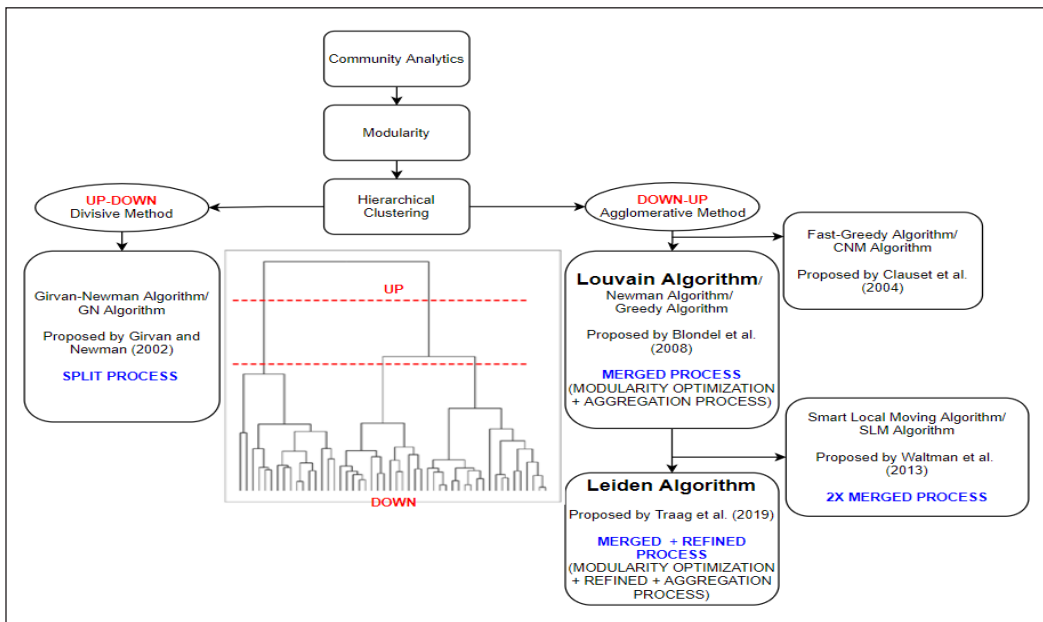 Community Analytics
Modularity
Hierarchical
Clustering
UP-DOWN
Divisive Method
DOWN-UP
Agglomerative Method
Girvan-Newman Algorithm/
GN Algorithm
Proposed by Girvan and
Newman (2002)
SPLIT PROCESS
UP
DOWN
Louvain Algorithm/
Newman Algorithm/
Greedy Algorithm
Proposed by Blondel et al.
(2008)
MERGED PROCESS
(MODULARITY OPTIMIZATION
+ AGGREGATION PROCESS)
Fast-Greedy Algorithm/
CNM Algorithm
Proposed by Clauset et al.
(2004)
Smart Local Moving Algorithm/
SLM Algorithm
Proposed by Waltman et al.
(2013)
2X MERGED PROCESS
Leiden Algorithm
Proposed by Traag et al. (2019)
MERGED + REFINED
PROCESS
(MODULARITY OPTIMIZATION
+ REFINED + AGGREGATION
PROCESS)